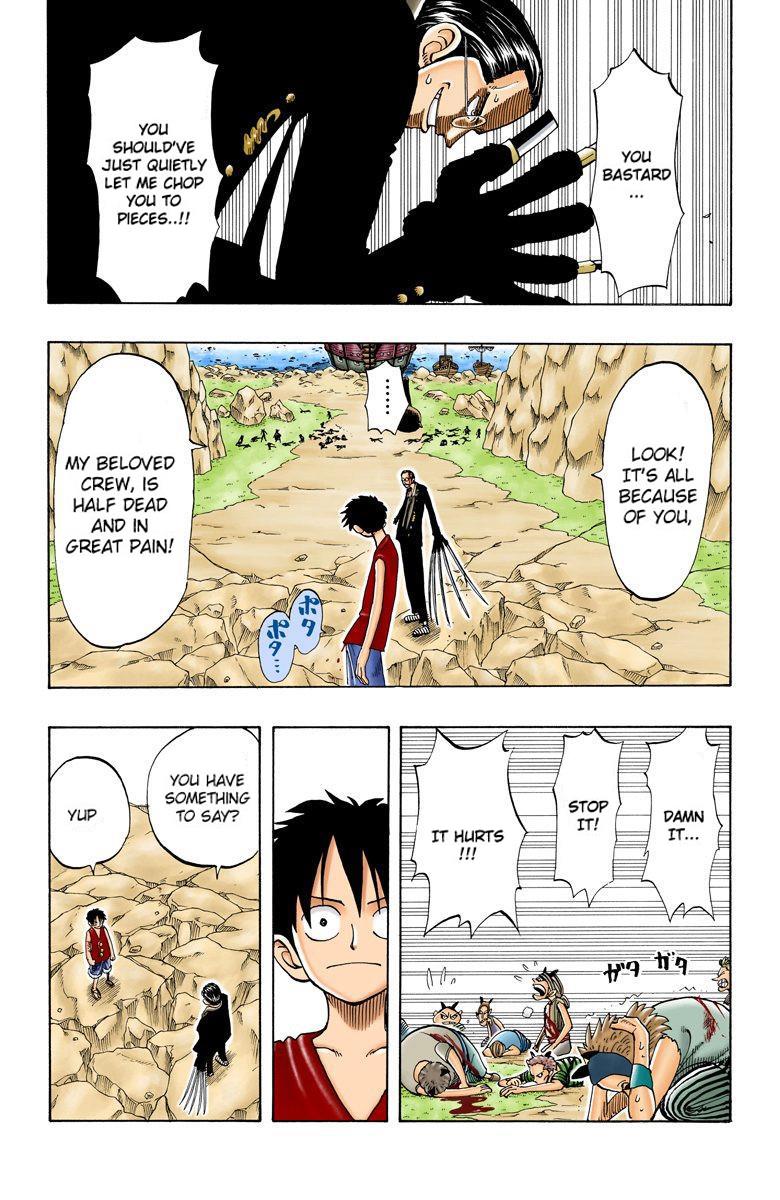 YOU
BASTARD
...
YOU
SHOULD'VE
JUST QUIETLY
LET ME CHOP
YOU TO
PIECES..!!
LOOK!
IT'S ALL
BECAUSE
OF YOU,
......
MY BELOVED
CREW, IS
HALF DEAD
AND IN
GREAT PAIN!
ポタ
ポタ…
DAMN
IT...
STOP
IT!
IT HURTS
!!!
ガタ ガタ
YOU HAVE
SOMETHING
TO SAY?
YUP